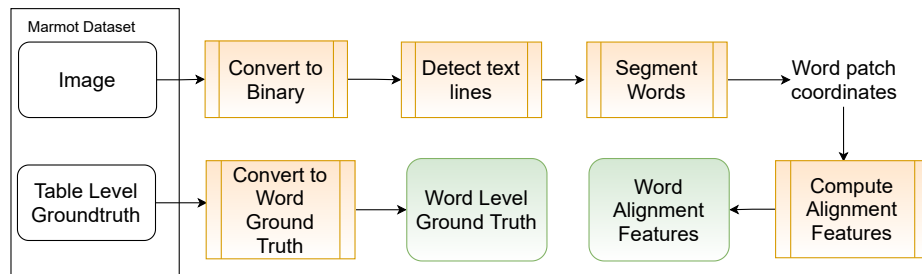 Marmot Dataset
Image
Convert to
Binary
Detect text
lines
Segment
Words
Word patch
coordinates
Table Level
Groundtruth
Convert to
Word
Ground
Truth
Word Level
Ground Truth
Word
Alignment
Features
Compute
Alignment
Features